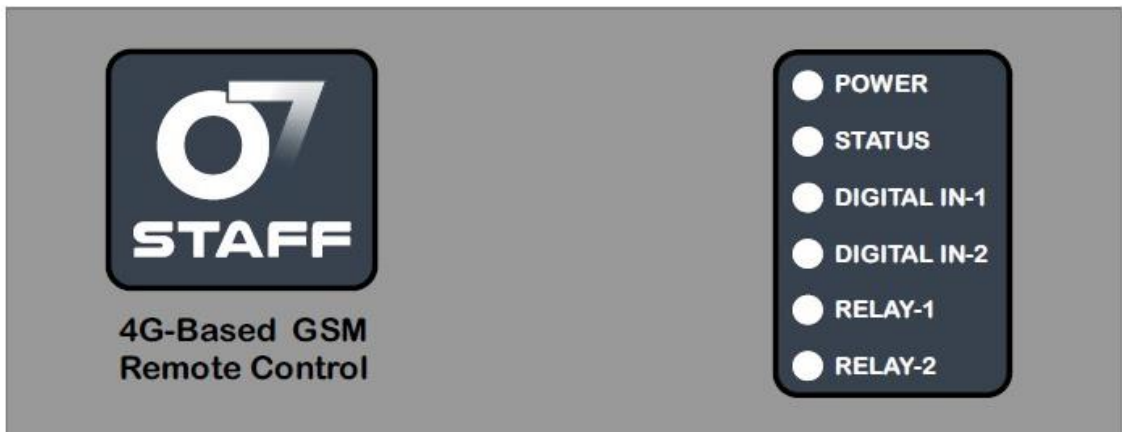 O7
STAFF
4G-Based GSM
Remote Control
POWER
STATUS
DIGITAL IN-1
DIGITAL IN-2
RELAY-1
RELAY-2